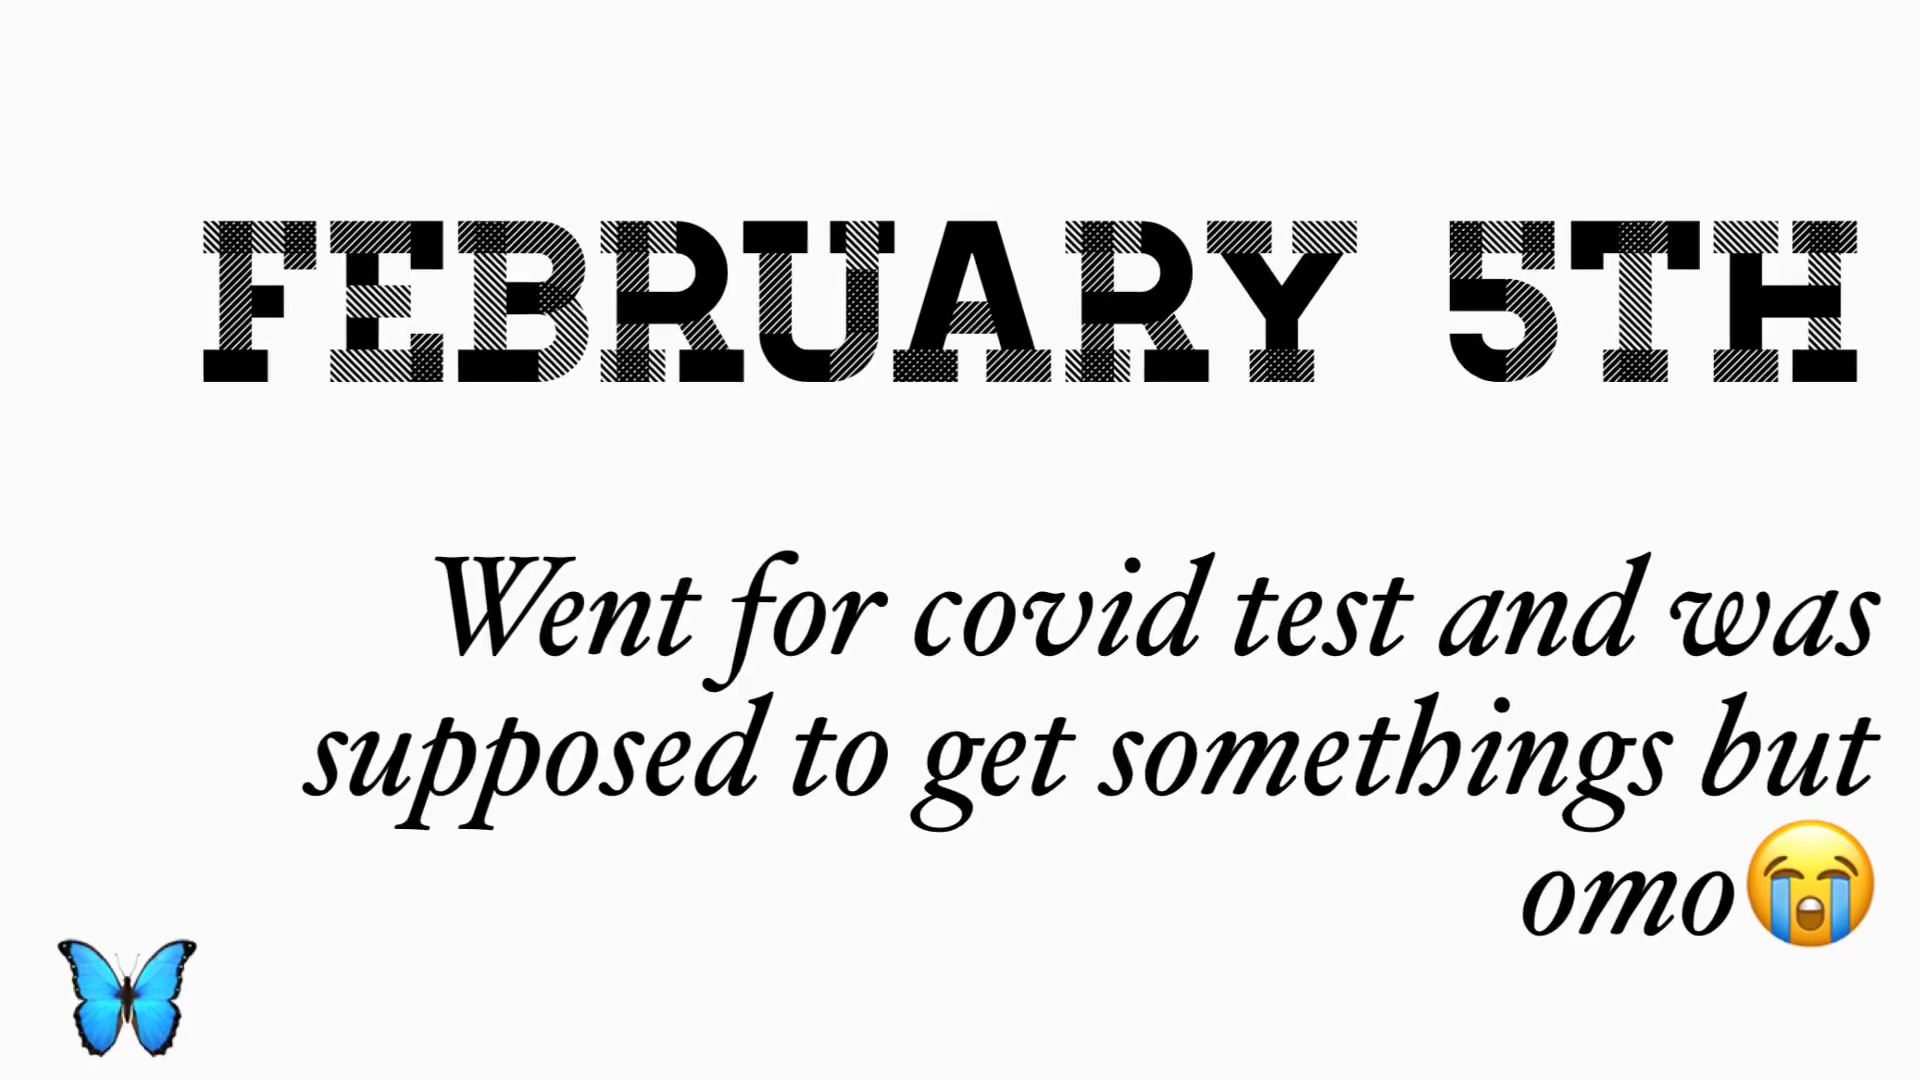 FEBRUARY 5TH
Went for covid test and was
supposed to get somethings but
omo😭